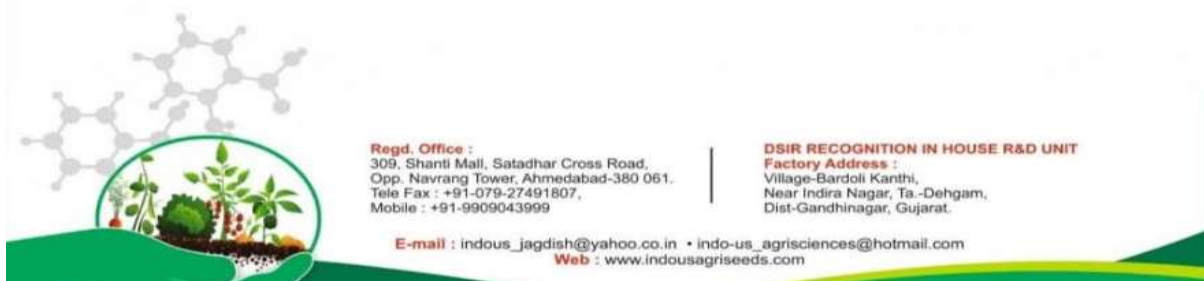 Regd. Office :
309, Shanti Mall, Satadhar Cross Road,
Opp. Navrang Tower, Ahmedabad-380 061.
Tele Fax : +91-079-27491807,
Mobile : +91-9909043999
DSIR RECOGNITION IN HOUSE R&D UNIT
Factory Address :
Village-Bardoli Kanthi,
Near Indira Nagar, Ta.-Dehgam,
Dist-Gandhinagar, Gujarat.
E-mail : indous_jagdish@yahoo.co.in • indo-us_agrisciences@hotmail.com
Web : www.indousagriseeds.com